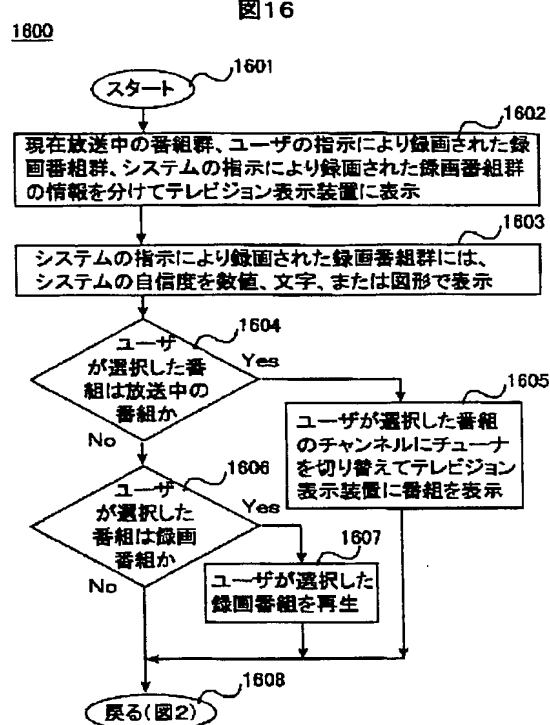 図16
1600
1601
スタート
1602
現在放送中の番組群、ユーザの指示により録画された録
画番組群、システムの指示により録画された録画番組群
の情報を分けてテレビジョン表示装置に表示
1603
システムの指示により録画された録画番組群には、
システムの自信度を数値、文字、または図形で表示
1604
ユーザ
が選択した番
組は放送中の
番組か
Yes
No
1605
ユーザが選択した番組
のチャンネルにチューナ
を切り替えてテレビジョン
表示装置に番組を表示
1606
ユーザ
が選択した
番組は録画
番組か
Yes
No
1607
ユーザが選択した
録画番組を再生
1608
戻る(図2)